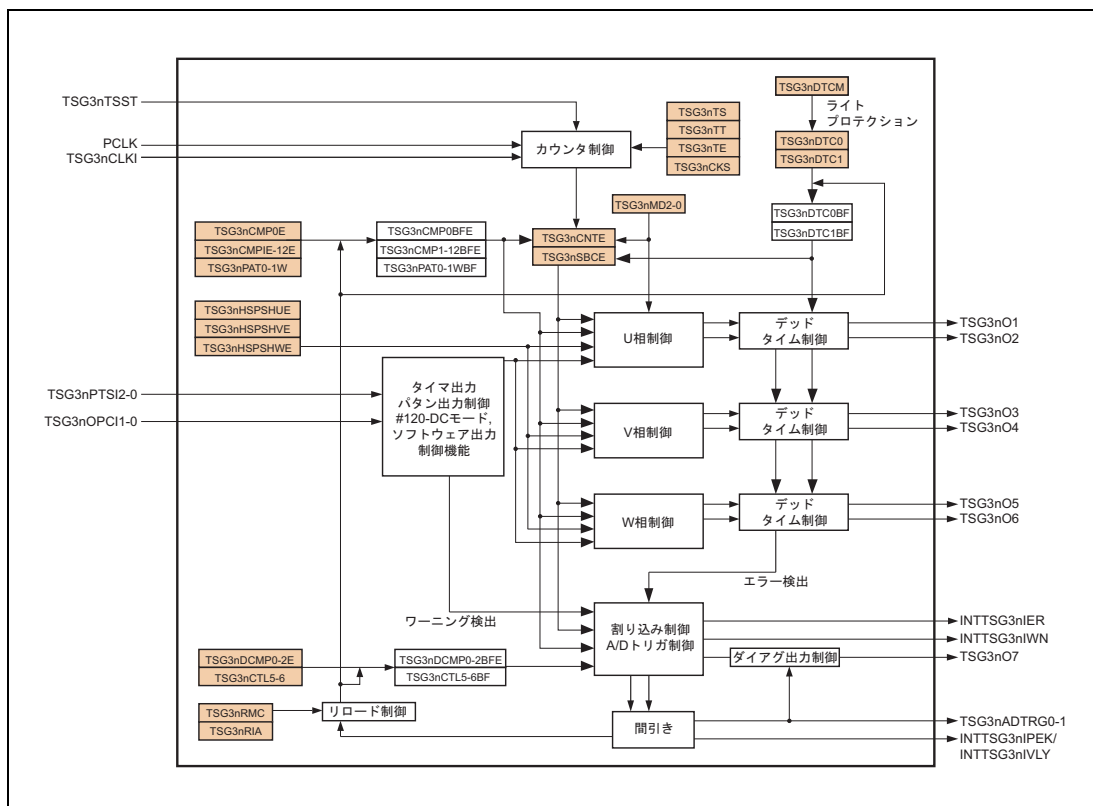 TSG3nTSST
PCLK
TSG3nCLKI
カウンタ制御
TSG3nTS
TSG3nTT
TSG3nTE
TSG3nCKS
TSG3nDTCM
ライト
プロテクション
TSG3nDTC0
TSG3nDTC1
TSG3nDTC0BF
TSG3nDTC1BF
TSG3nMD2-0
TSG3nCMP0E
TSG3nCMPIE-12E
TSG3nPAT0-1W
TSG3nCMP0BFE
TSG3nCMP1-12BFE
TSG3nPAT0-1WBF
TSG3nCNTE
TSG3nSBCE
TSG3nHSPSHUE
TSG3nHSPSHVE
TSG3nHSPSHWE
U相制御
デッド
タイム制御
TSG3nO1
TSG3nO2
TSG3nPTSI2-0
TSG3nOPCI1-0
タイマ出力
パタン出力制御
#120-DCモード,
ソフトウェア出力
制御機能
V相制御
デッド
タイム制御
TSG3nO3
TSG3nO4
W相制御
デッド
タイム制御
TSG3nO5
TSG3nO6
エラー検出
ワーニング検出
割り込み制御
A/Dトリガ制御
INTTSG3nIER
INTTSG3nIWN
TSG3nO7
ダイアグ出力制御
TSG3nDCMP0-2E
TSG3nCTL5-6
TSG3nDCMP0-2BFE
TSG3nCTL5-6BF
TSG3nRMC
TSG3nRIA
リロード制御
間引き
TSG3nADTRG0-1
INTTSG3nIPEK/
INTTSG3nIVLY